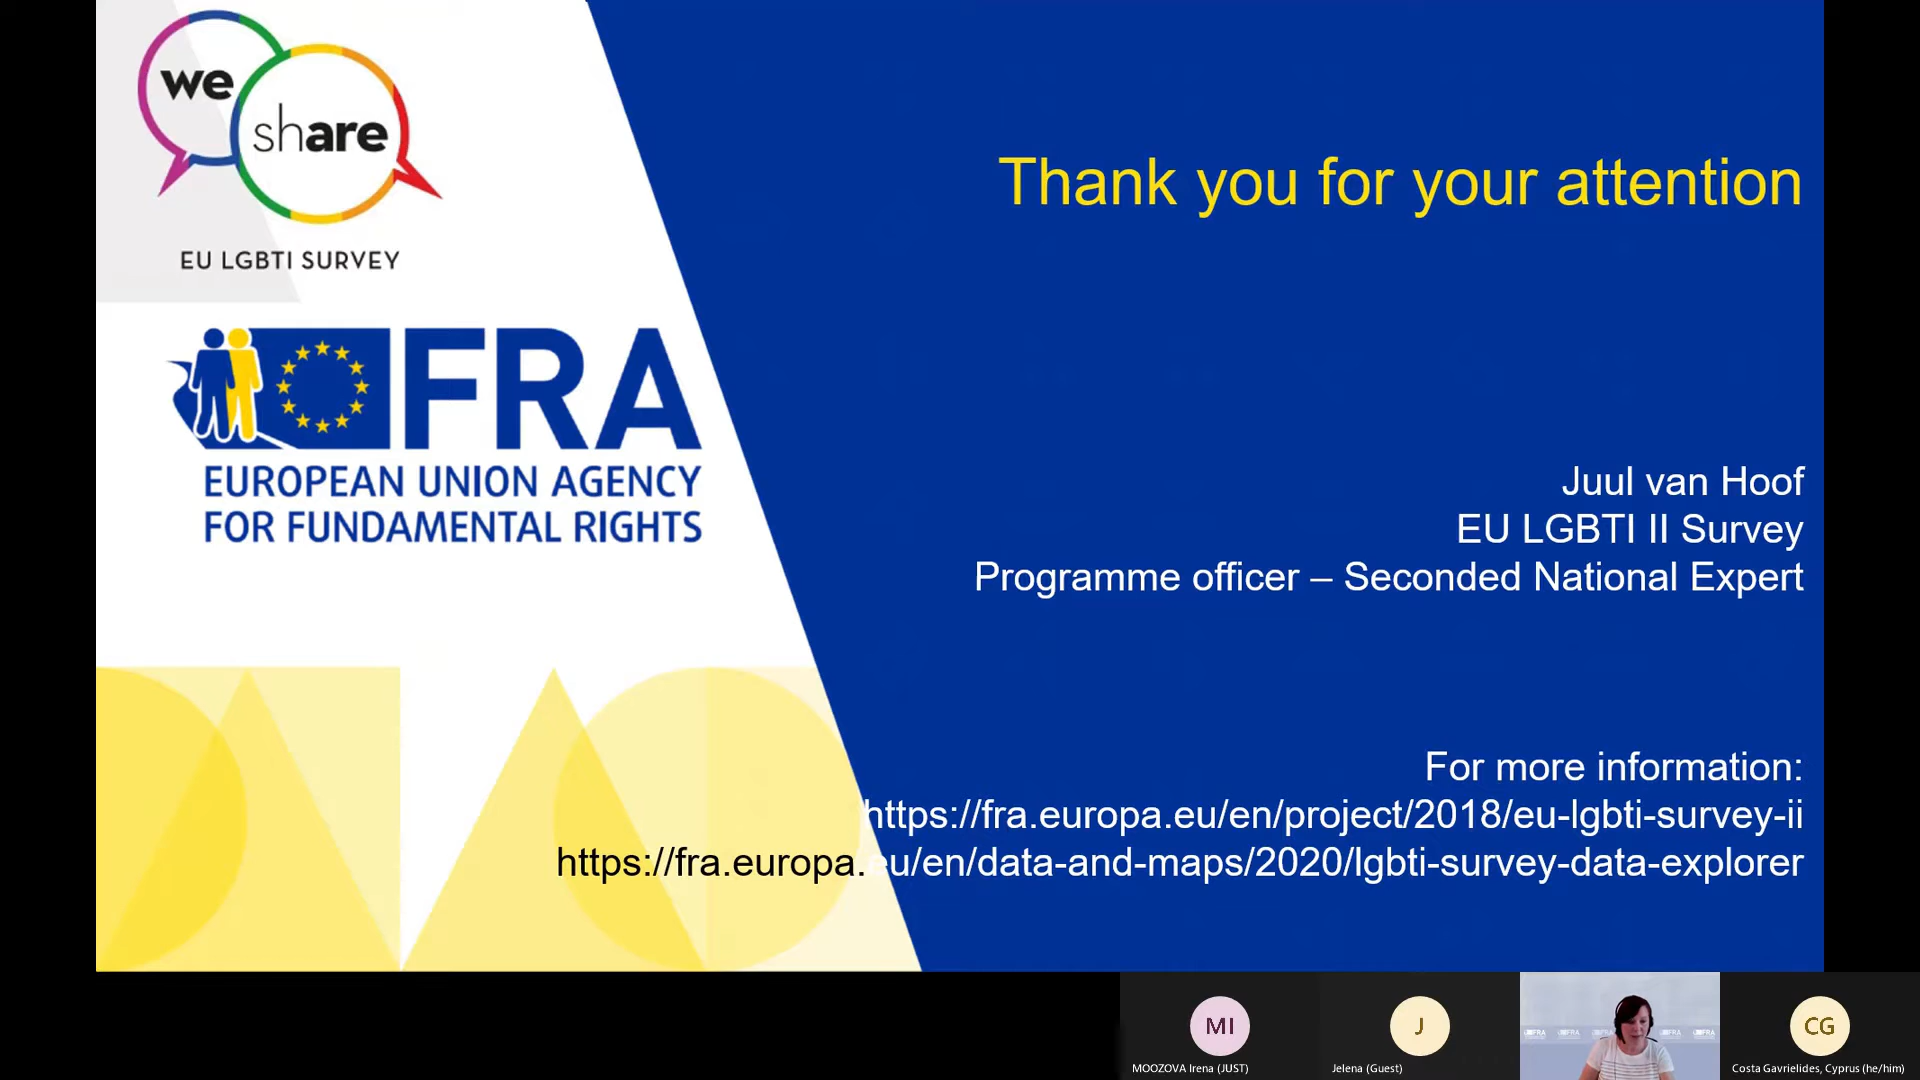 we
share
EU LGBTI SURVEY
FRA
EUROPEAN UNION AGENCY
FOR FUNDAMENTAL RIGHTS
Thank you for your attention
Juul van Hoof
EU LGBTI II Survey
Programme officer – Seconded National Expert
For more information:
https://fra.europa.eu/en/project/2018/eu-lgbti-survey-ii
https://fra.europa.eu/en/data-and-maps/2020/lgbti-survey-data-explorer
MI
MOOZOVA Irena (JUST)
J
Jelena (Guest)
FRA
FRA
FRA
CG
Costa Gavrielides, Cyprus (he/him)